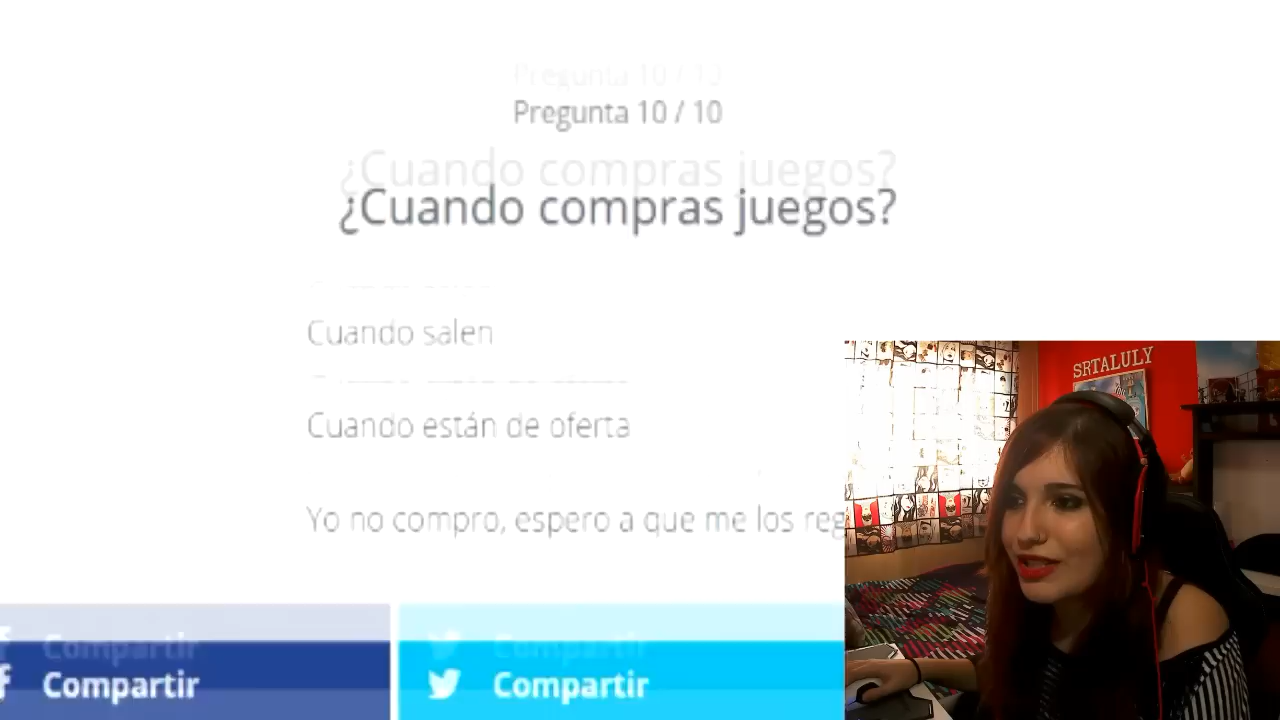 Pregunta 10 / 10
¿Cuando compras juegos?
Cuando salen
Cuando están de oferta
Yo no compro, espero a que me los reg
SRTALULY
Compartir
Compartir